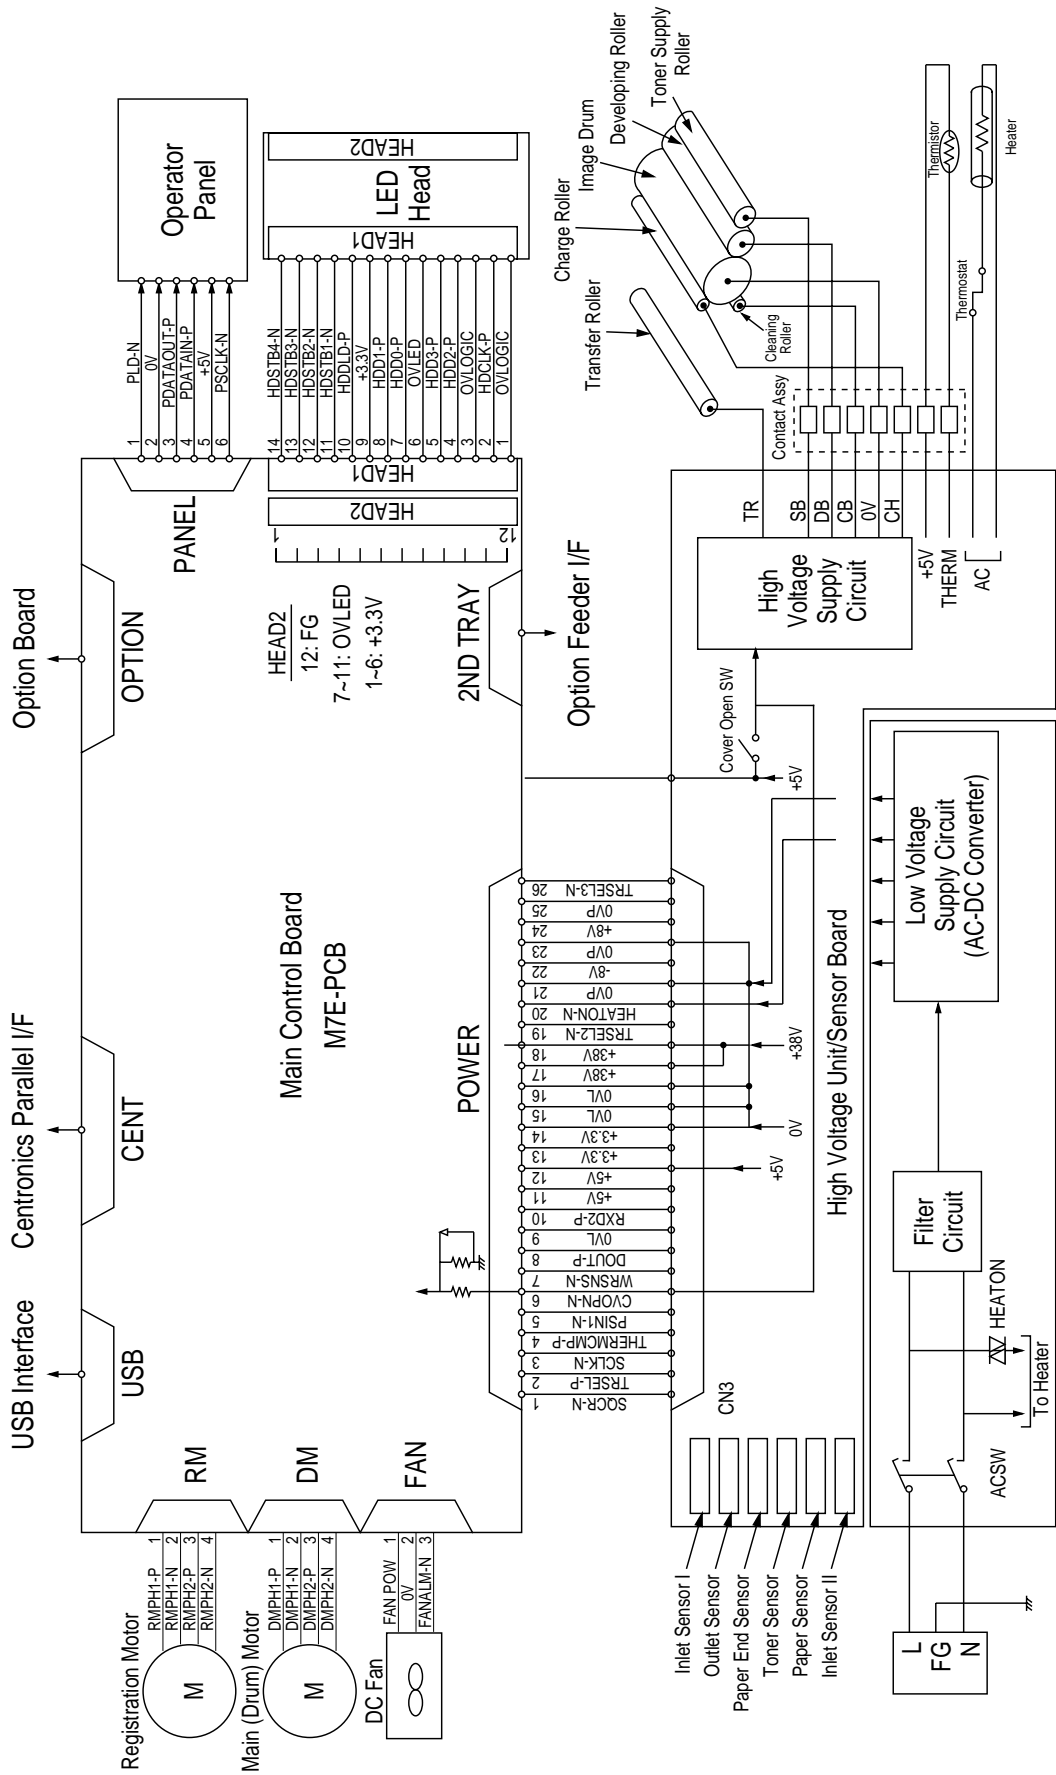 USB Interface
Centronics Parallel I/F
Option Board
USB
CENT
OPTION
Registration Motor
M
RMPH1-P 1
RMPH1-N 2
RMPH2-P 3
RMPH2-N 4
RM
Main (Drum) Motor
M
DMPH1-P 1
DMPH1-N 2
DMPH2-P 3
DMPH2-N 4
DM
DC Fan
FAN POW 1
0V 2
FANALM-N 3
FAN
Main Control Board
M7E-PCB
PANEL
1 PLD-N
2 0V
3 PDATAOUT-P
4 PDATAIN-P
5 +5V
6 PSCLK-N
Operator
Panel
HEAD2
HEAD1
14 HDSTB4-N
13 HDSTB3-N
12 HDSTB2-N
11 HDSTB1-N
10 HDDLD-P
9 +3.3V
8 HDD1-P
7 HDD0-P
6 OVLED
5 HDD3-P
4 HDD2-P
3 OVLOGIC
2 HDCLK-P
1 OVLOGIC
HEAD1
LED
Head
HEAD2
1
12
HEAD2
12: FG
7~11: OVLED
1~6: +3.3V
2ND TRAY
Option Feeder I/F
POWER
1 SQCR-N
2 TRSEL-P
3 SCLK-N
4 THERMCMP-P
5 PSIN1-N
6 CVOPN-N
7 WRSNS-N
8 DOUT-P
9 0VL
10 RXD2-P
11 +5V
12 +5V
13 +3.3V
14 +3.3V
15 0VL
16 0VL
17 +38V
18 +38V
19 TRSEL2-N
20 HEATON-N
21 0VP
22 -8V
23 0VP
24 +8V
25 0VP
26 TRSEL3-N
CN3
+5V
0V
+38V
+5V
Cover Open SW
High Voltage Unit/Sensor Board
Inlet Sensor I
Outlet Sensor
Paper End Sensor
Toner Sensor
Paper Sensor
Inlet Sensor II
High
Voltage
Supply
Circuit
TR
SB
DB
CB
0V
CH
+5V
THERM
AC
Contact Assy
Transfer Roller
Charge Roller
Image Drum
Developing Roller
Toner Supply
Roller
Cleaning
Roller
Thermostat
Thermistor
Heater
L
FG
N
ACSW
HEATON
To Heater
Filter
Circuit
Low Voltage
Supply Circuit
(AC-DC Converter)